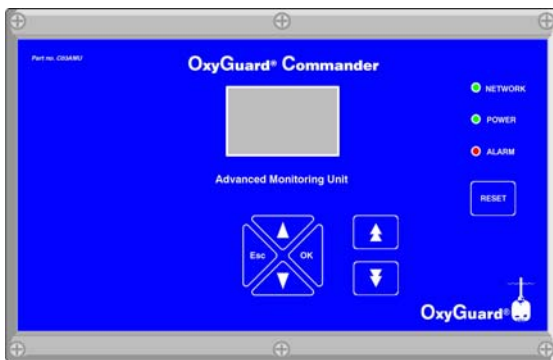 Part no. C03AMU
OxyGuard® Commander
NETWORK
POWER
ALARM
Advanced Monitoring Unit
RESET
Esc
OK
OxyGuard®